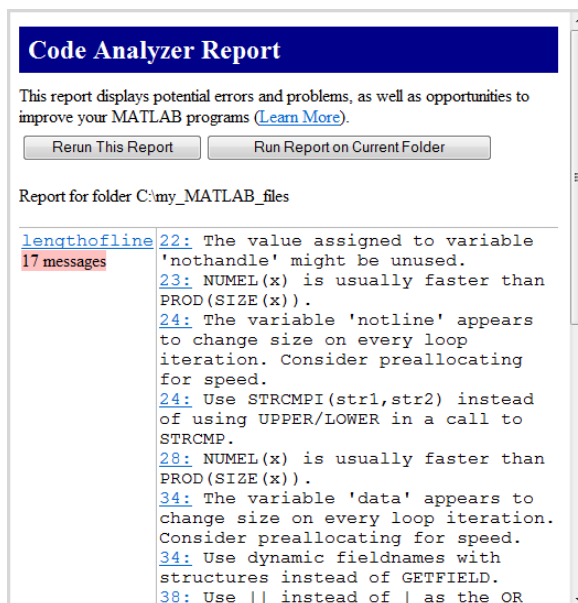 Code Analyzer Report
This report displays potential errors and problems, as well as opportunities to
improve your MATLAB programs (Learn More).
Rerun This Report
Run Report on Current Folder
Report for folder C:\my_MATLAB_files
lengthofline
17 messages
22: The value assigned to variable
'nothandle' might be unused.
23: NUMEL(x) is usually faster than
PROD(SIZE(x)).
24: The variable 'notline' appears
to change size on every loop
iteration. Consider preallocating
for speed.
24: Use STRCMPI(str1,str2) instead
of using UPPER/LOWER in a call to
STRCMP.
28: NUMEL(x) is usually faster than
PROD(SIZE(x)).
34: The variable 'data' appears to
change size on every loop iteration.
Consider preallocating for speed.
34: Use dynamic fieldnames with
structures instead of GETFIELD.
38: Use || instead of | as the OR